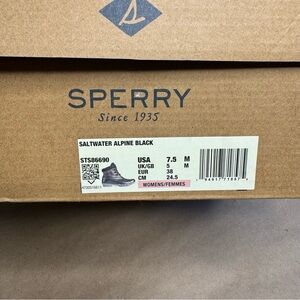 SPERRY
Since 1935
SALTWATER ALPINE BLACK
STS86690
USA 7.5 M
UK/GB 5 M
EUR 38
CM 24.5
WOMENS/FEMMES